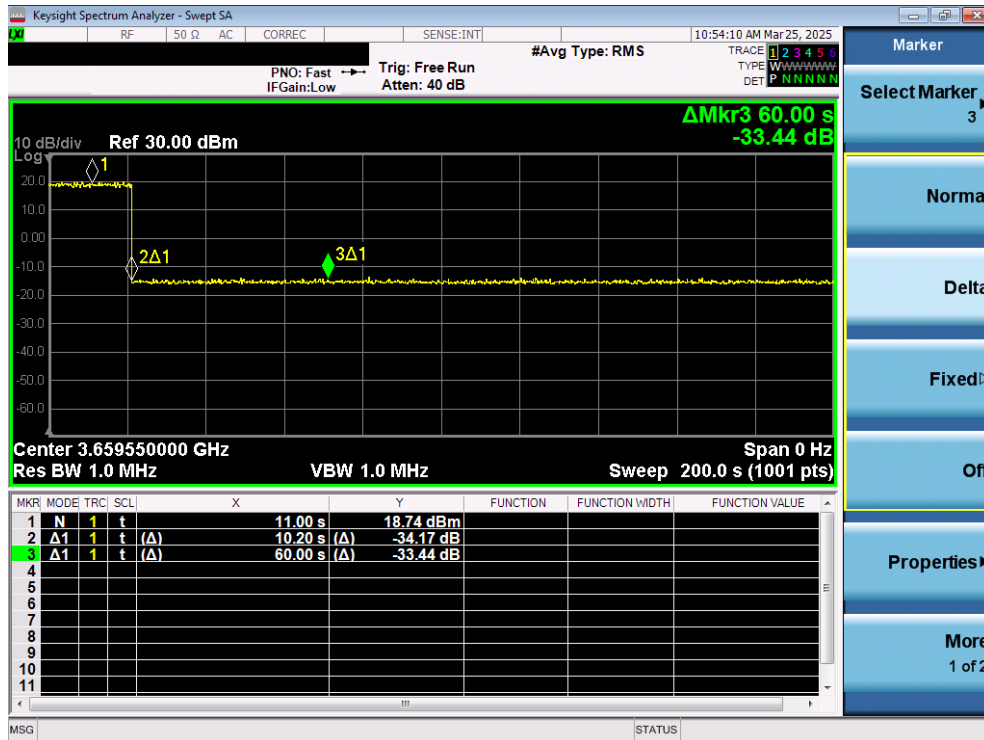 Keysight Spectrum Analyzer - Swept SA
LXI RF 50 Ω AC CORREC SENSE:INT 10:54:10 AM Mar 25, 2025
#Avg Type: RMS TRACE 1 2 3 4 5 6
PNO: Fast Trig: Free Run TYPE WWWWWW
IFGain:Low Atten: 40 dB DET P N N N N N
ΔMkr3 60.00 s
10 dB/div Ref 30.00 dBm -33.44 dB
Log
1
20.0
10.0
0.00
2Δ1 3Δ1
-10.0
-20.0
-30.0
-40.0
-50.0
-60.0
Center 3.659550000 GHz Span 0 Hz
Res BW 1.0 MHz VBW 1.0 MHz Sweep 200.0 s (1001 pts)
MKR MODE TRC SCL X Y FUNCTION FUNCTION WIDTH FUNCTION VALUE
1 N 1 t 11.00 s 18.74 dBm
2 Δ1 1 t (Δ) 10.20 s (Δ) -34.17 dB
3 Δ1 1 t (Δ) 60.00 s (Δ) -33.44 dB
4
5
6
7
8
9
10
11
MSG STATUS
Marker
Select Marker
3
Norma
Delta
Fixed
Off
Properties
More
1 of 2